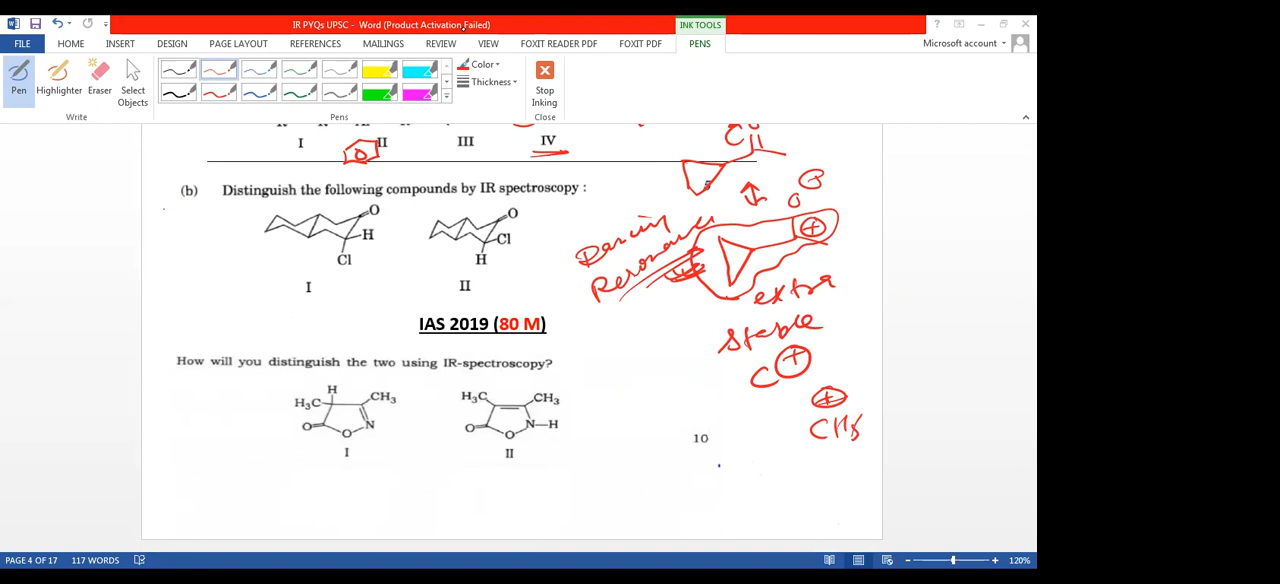 IR PYQs UPSC - Word (Product Activation Failed)
INK TOOLS
FILE HOME INSERT DESIGN PAGE LAYOUT REFERENCES MAILINGS REVIEW VIEW FOXIT READER PDF FOXIT PDF PENS
Microsoft account
Pen Highlighter Eraser Select Objects
Color
Thickness
Stop Inking
Write Pens Close
I II III IV
C O
5
(b) Distinguish the following compounds by IR spectroscopy :
O H Cl
I
O Cl H
II
Dancing
Resonance
extra
stable
C +
+
CH3
IAS 2019 (80 M)
How will you distinguish the two using IR-spectroscopy?
H
H3C CH3
O O N
I
H3C CH3
O O N—H
II
10
PAGE 4 OF 17 117 WORDS 120%